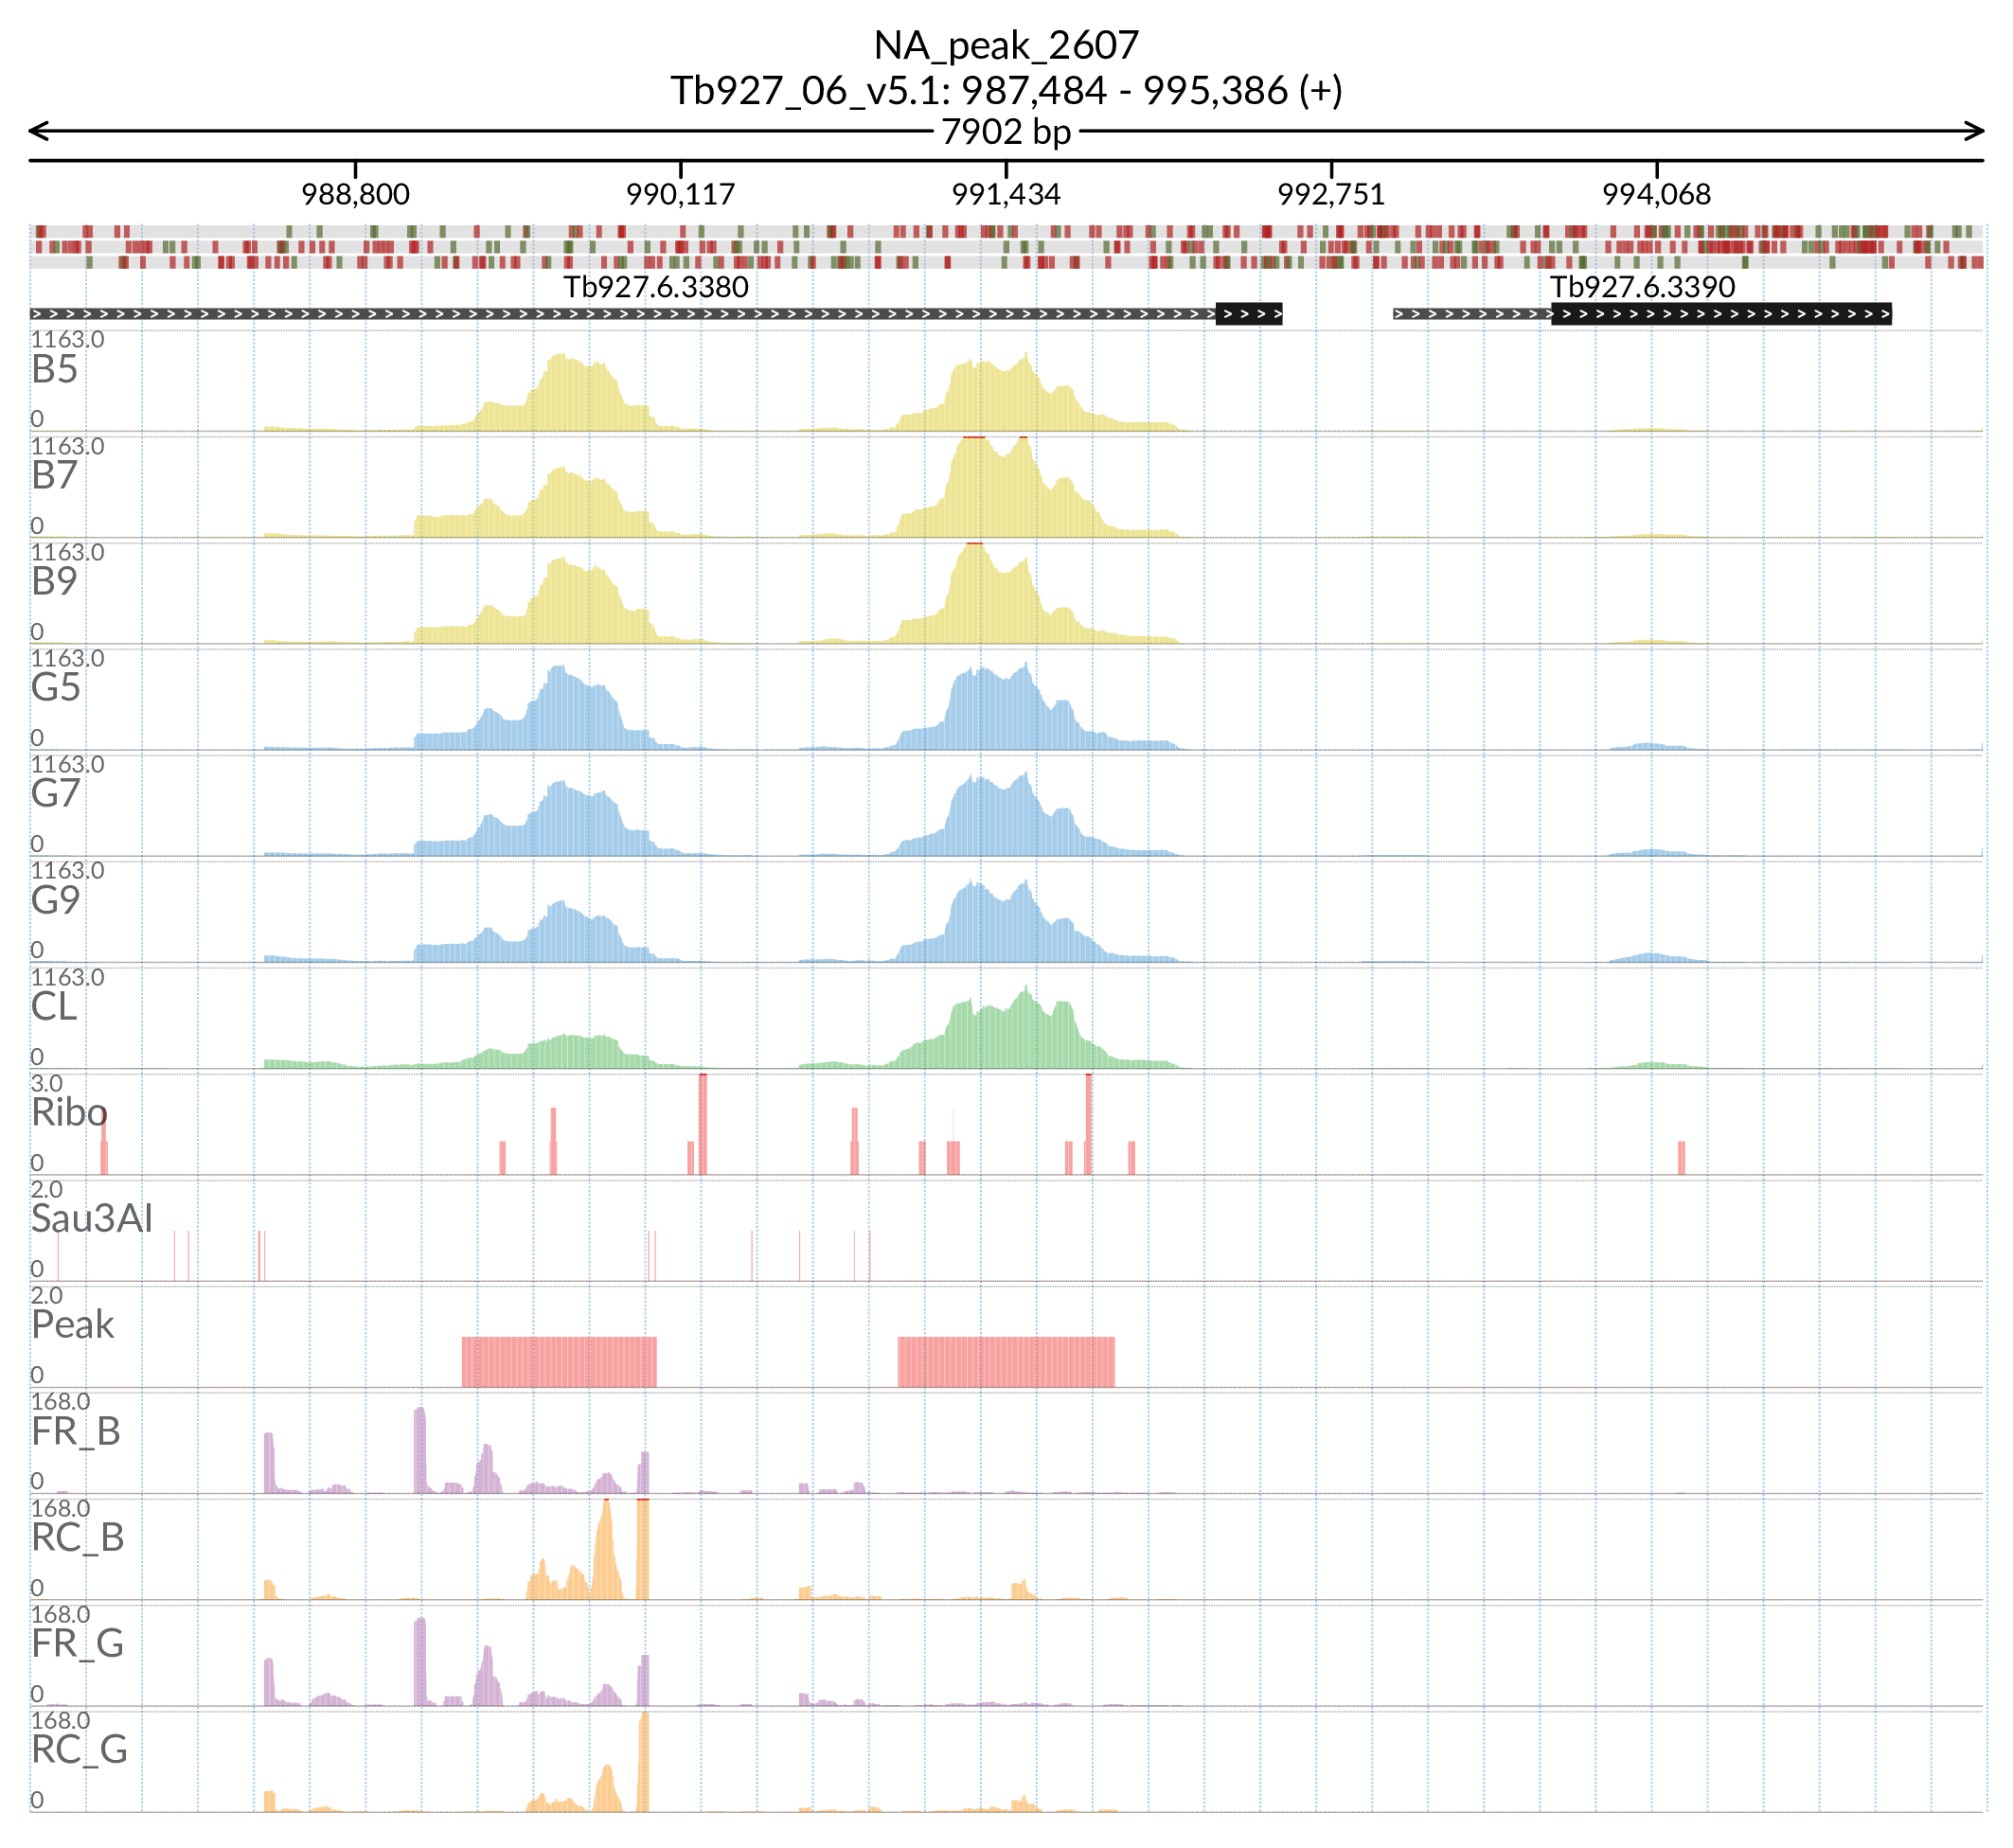 NA_peak_2607
Tb927_06_v5.1: 987,484 - 995,386 (+)
7902 bp
988,800 990,117 991,434 992,751 994,068
Tb927.6.3380 Tb927.6.3390
1163.0
B5
0
1163.0
B7
0
1163.0
B9
0
1163.0
G5
0
1163.0
G7
0
1163.0
G9
0
1163.0
CL
0
3.0
Ribo
0
2.0
Sau3AI
0
2.0
Peak
0
168.0
FR_B
0
168.0
RC_B
0
168.0
FR_G
0
168.0
RC_G
0